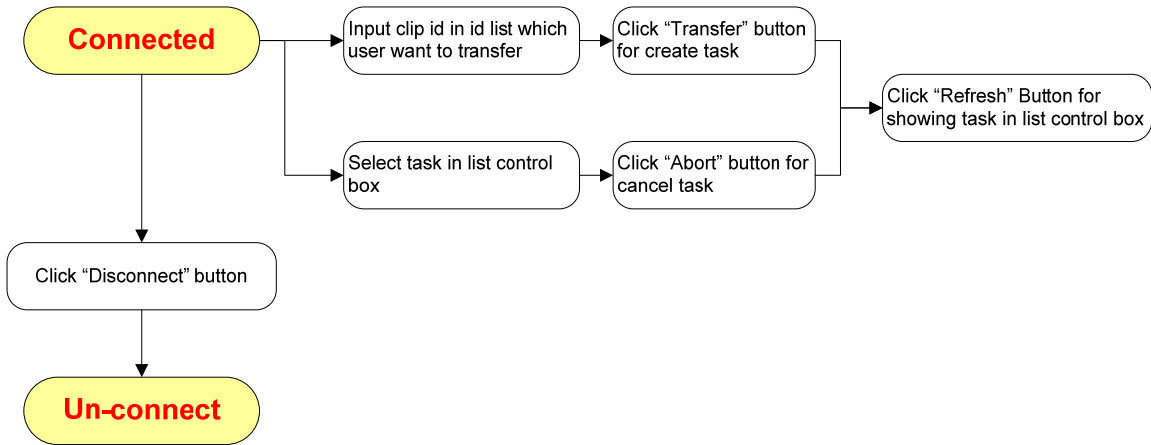 Connected
Input clip id in id list which
user want to transfer
Click “Transfer” button
for create task
Click “Refresh” Button for
showing task in list control box
Select task in list control
box
Click “Abort” button for
cancel task
Click “Disconnect” button
Un-connect